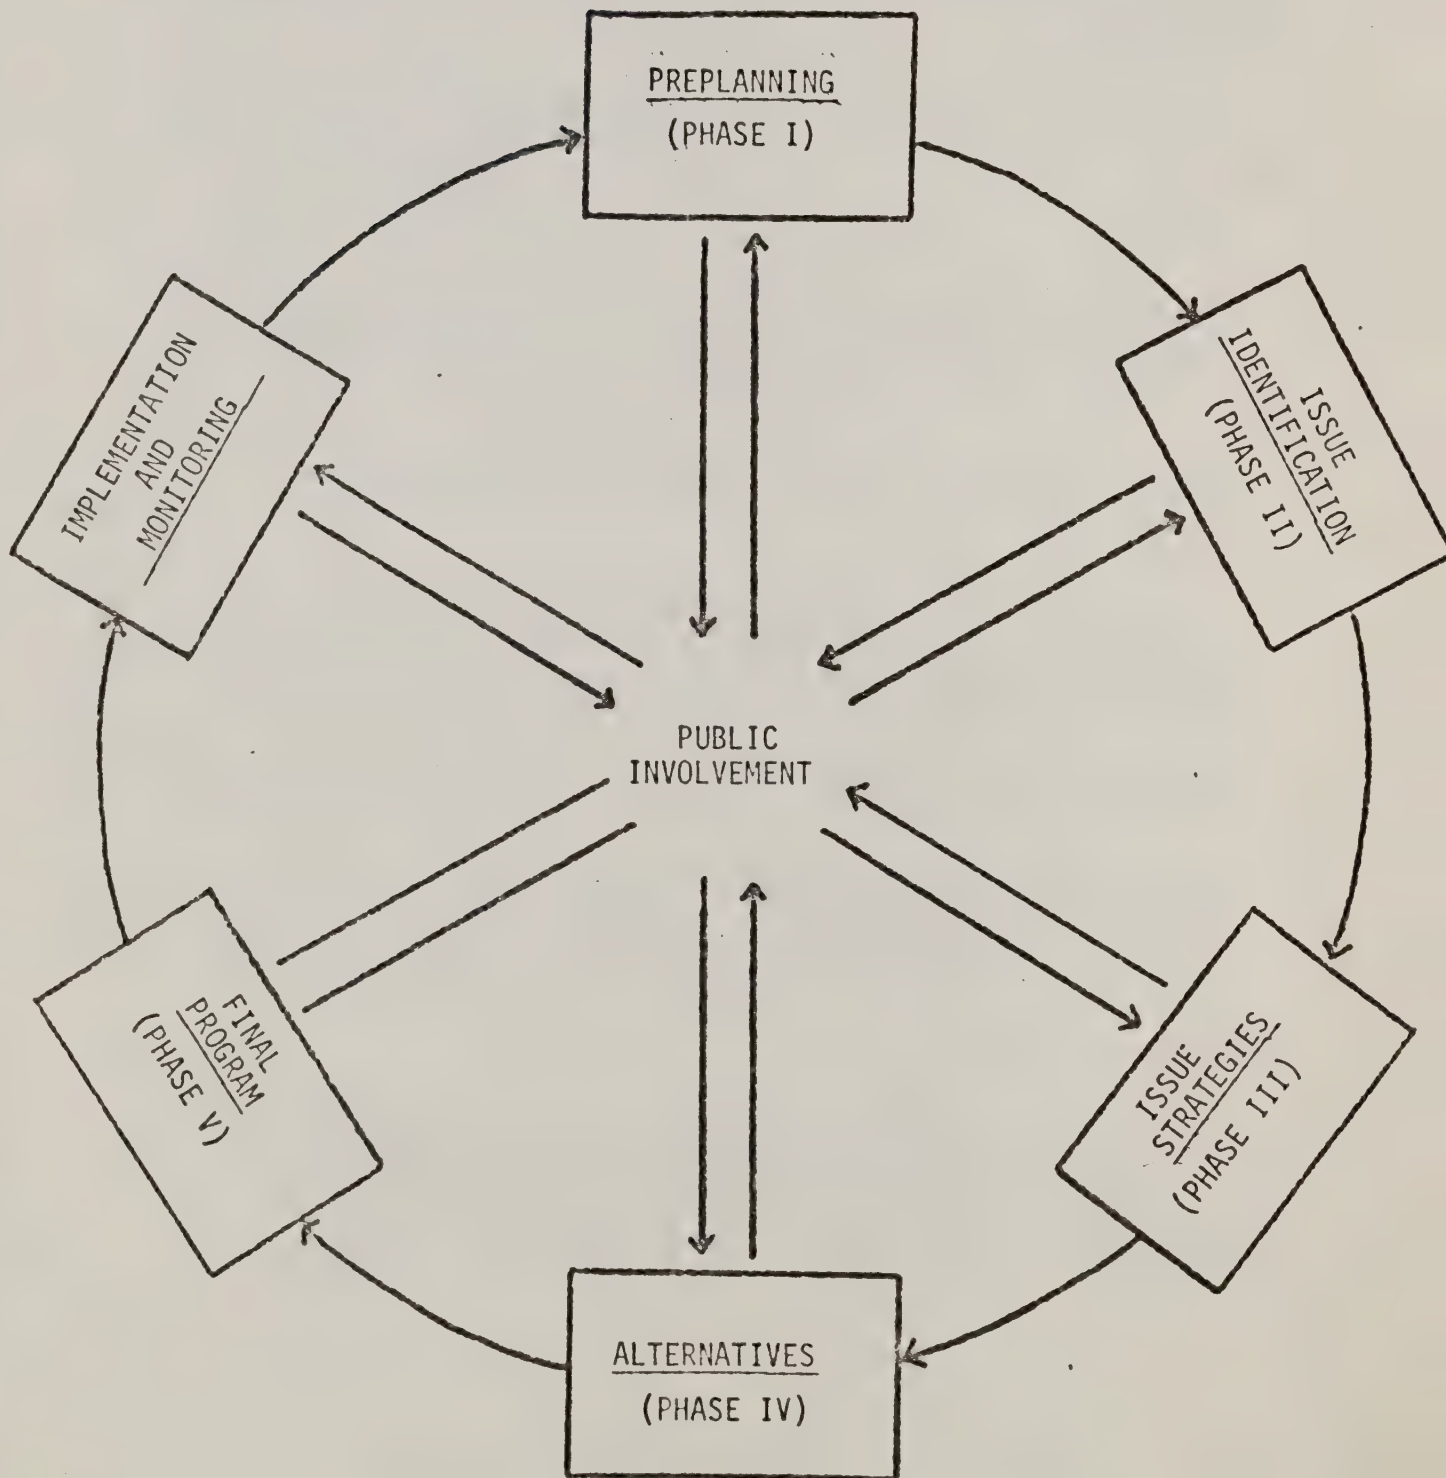 PREPLANNING
(PHASE I)
ISSUE
IDENTIFICATION
(PHASE II)
ISSUE
STRATEGIES
(PHASE III)
ALTERNATIVES
(PHASE IV)
FINAL
PROGRAM
(PHASE V)
IMPLEMENTATION
AND
MONITORING
PUBLIC
INVOLVEMENT